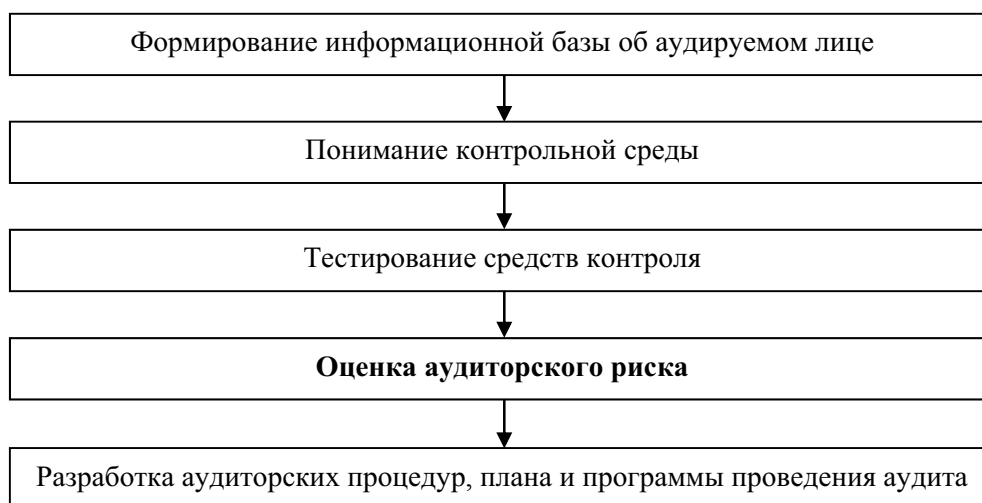 Формирование информационной базы об аудируемом лице
Понимание контрольной среды
Тестирование средств контроля
Оценка аудиторского риска
Разработка аудиторских процедур, плана и программы проведения аудита